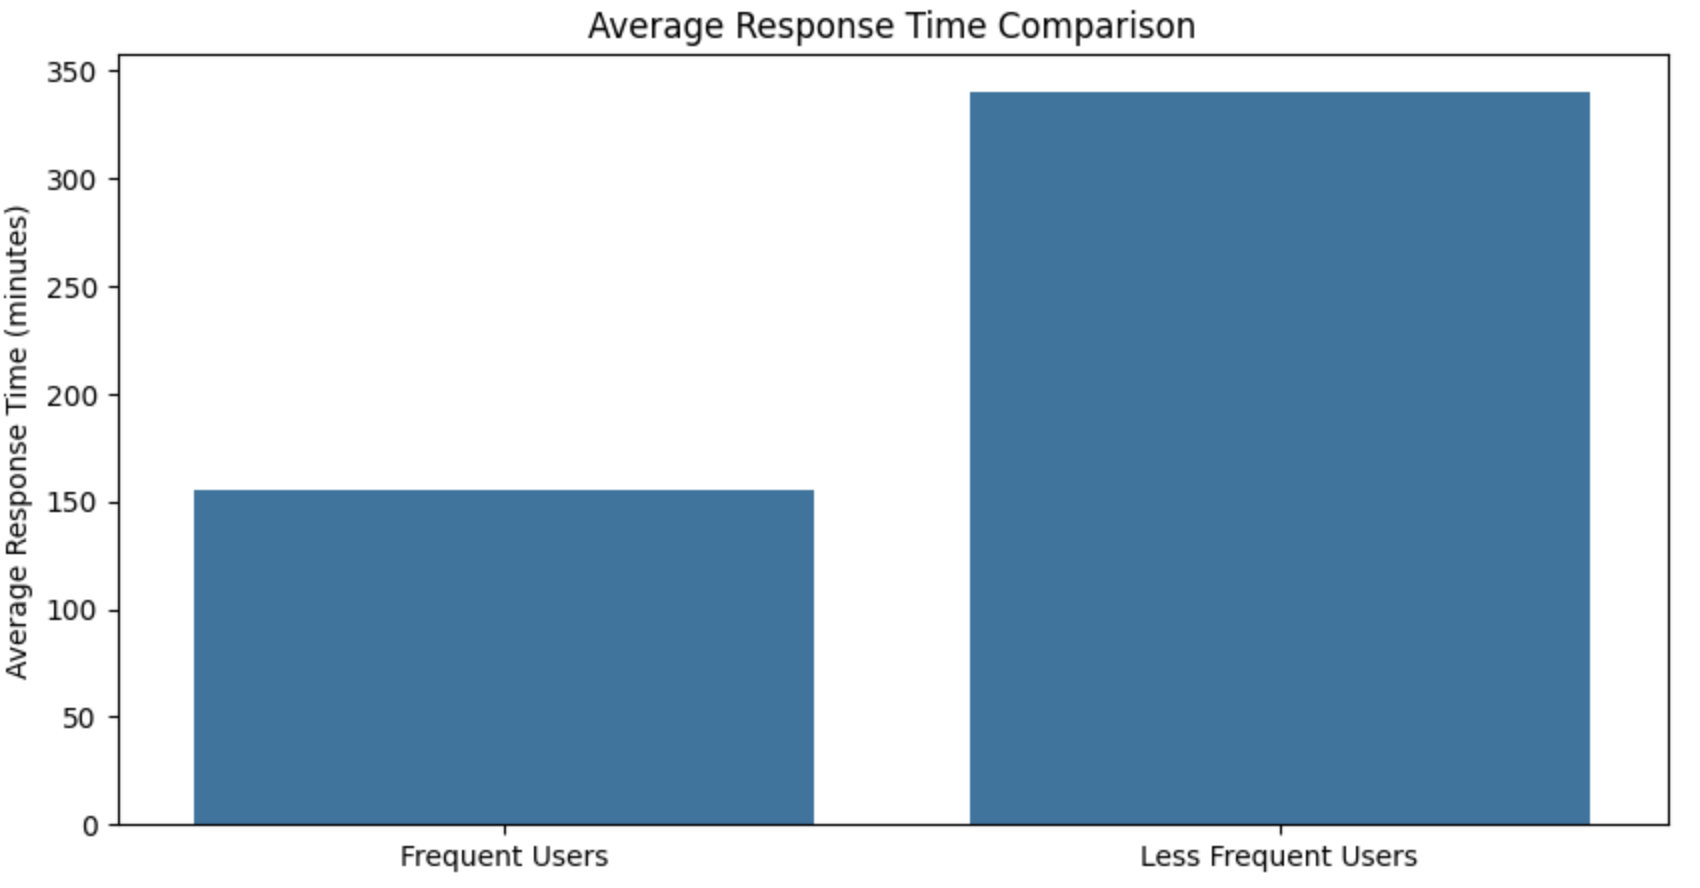 Average Response Time Comparison
Average Response Time (minutes)
350
300
250
200
150
100
50
0
Frequent Users
Less Frequent Users